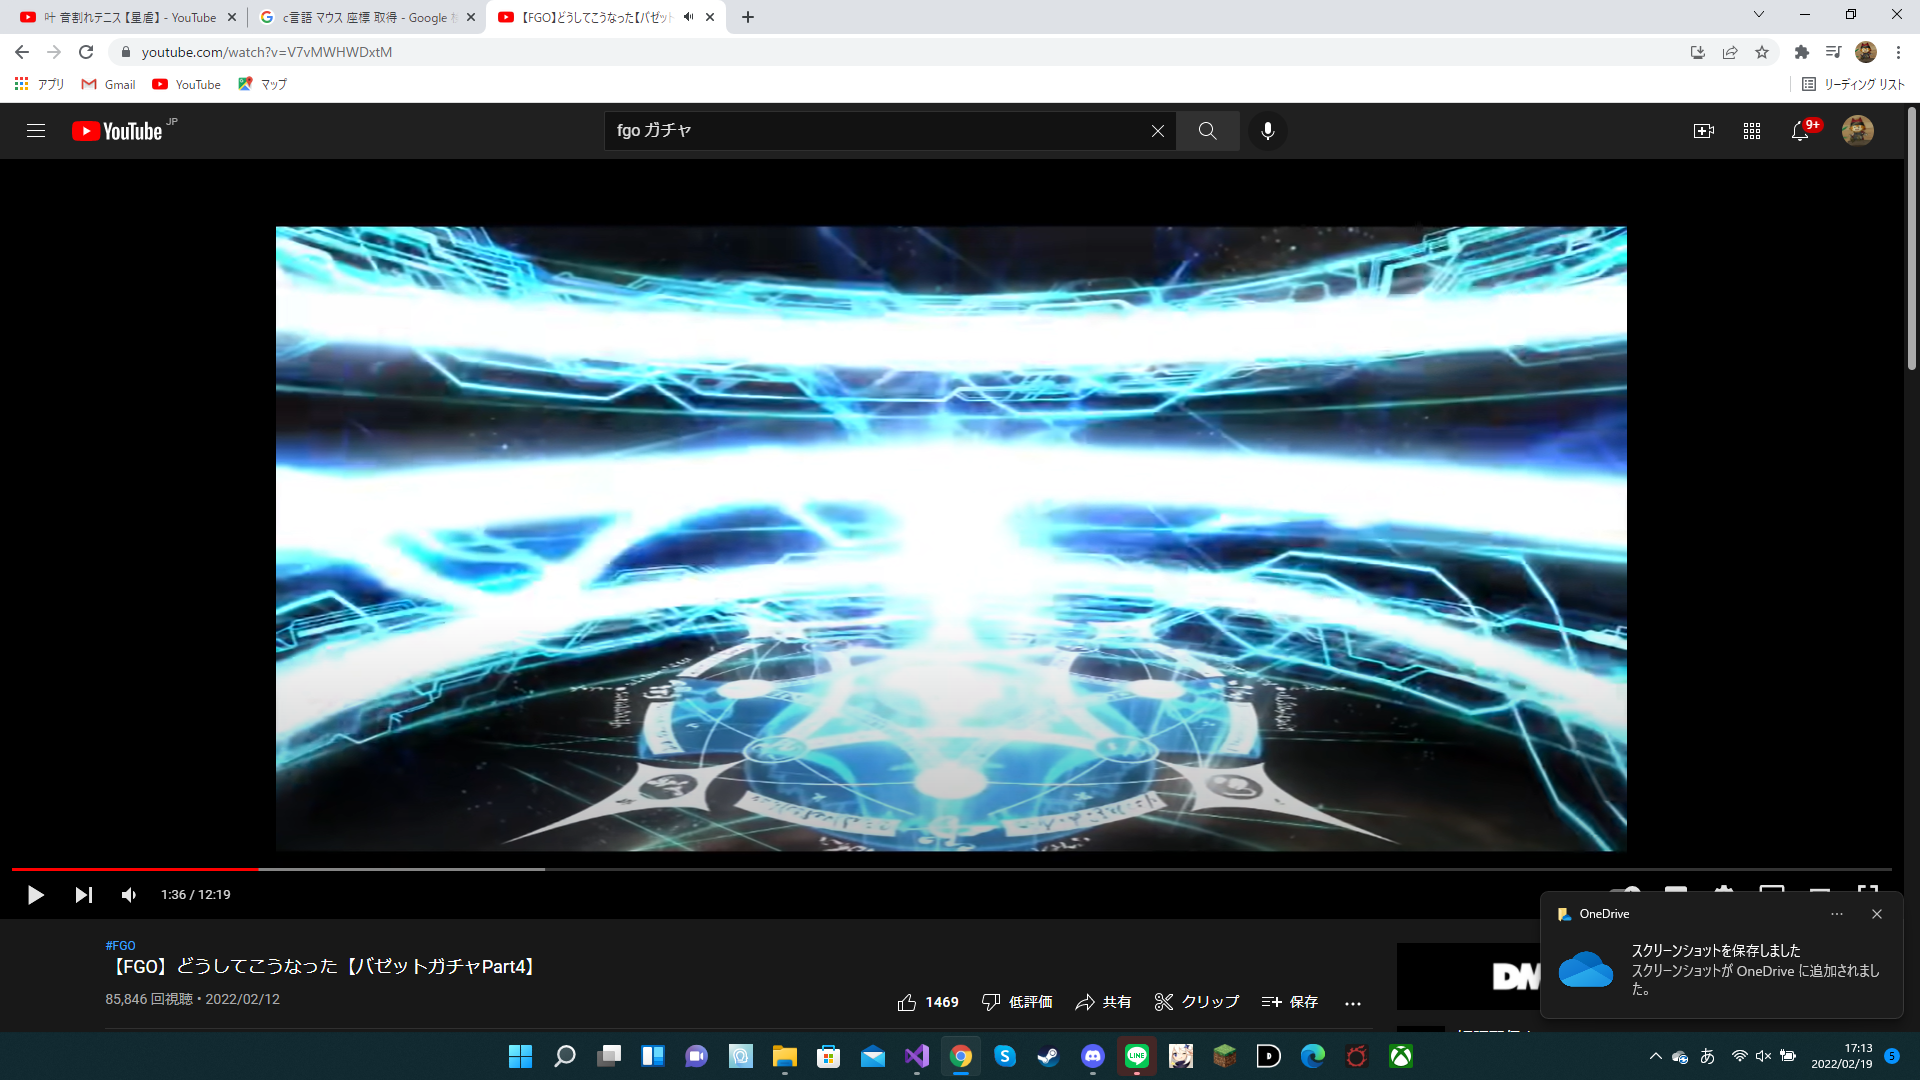 叶 音割れテニス【星虐】 - YouTube
c言語 マウス 座標 取得 - Google
【FGO】どうしてこうなった【バゼット
youtube.com/watch?v=V7vMWHWDxtM
アプリ
Gmail
YouTube
マップ
リーディング リスト
YouTube JP
fgo ガチャ
9+
1:36 / 12:19
#FGO
【FGO】どうしてこうなった【バゼットガチャPart4】
85,846 回視聴・2022/02/12
1469
低評価
共有
クリップ
保存
DM
OneDrive
スクリーンショットを保存しました
スクリーンショットが OneDrive に追加されまし
た。
LINE
あ
17:13
2022/02/19
5